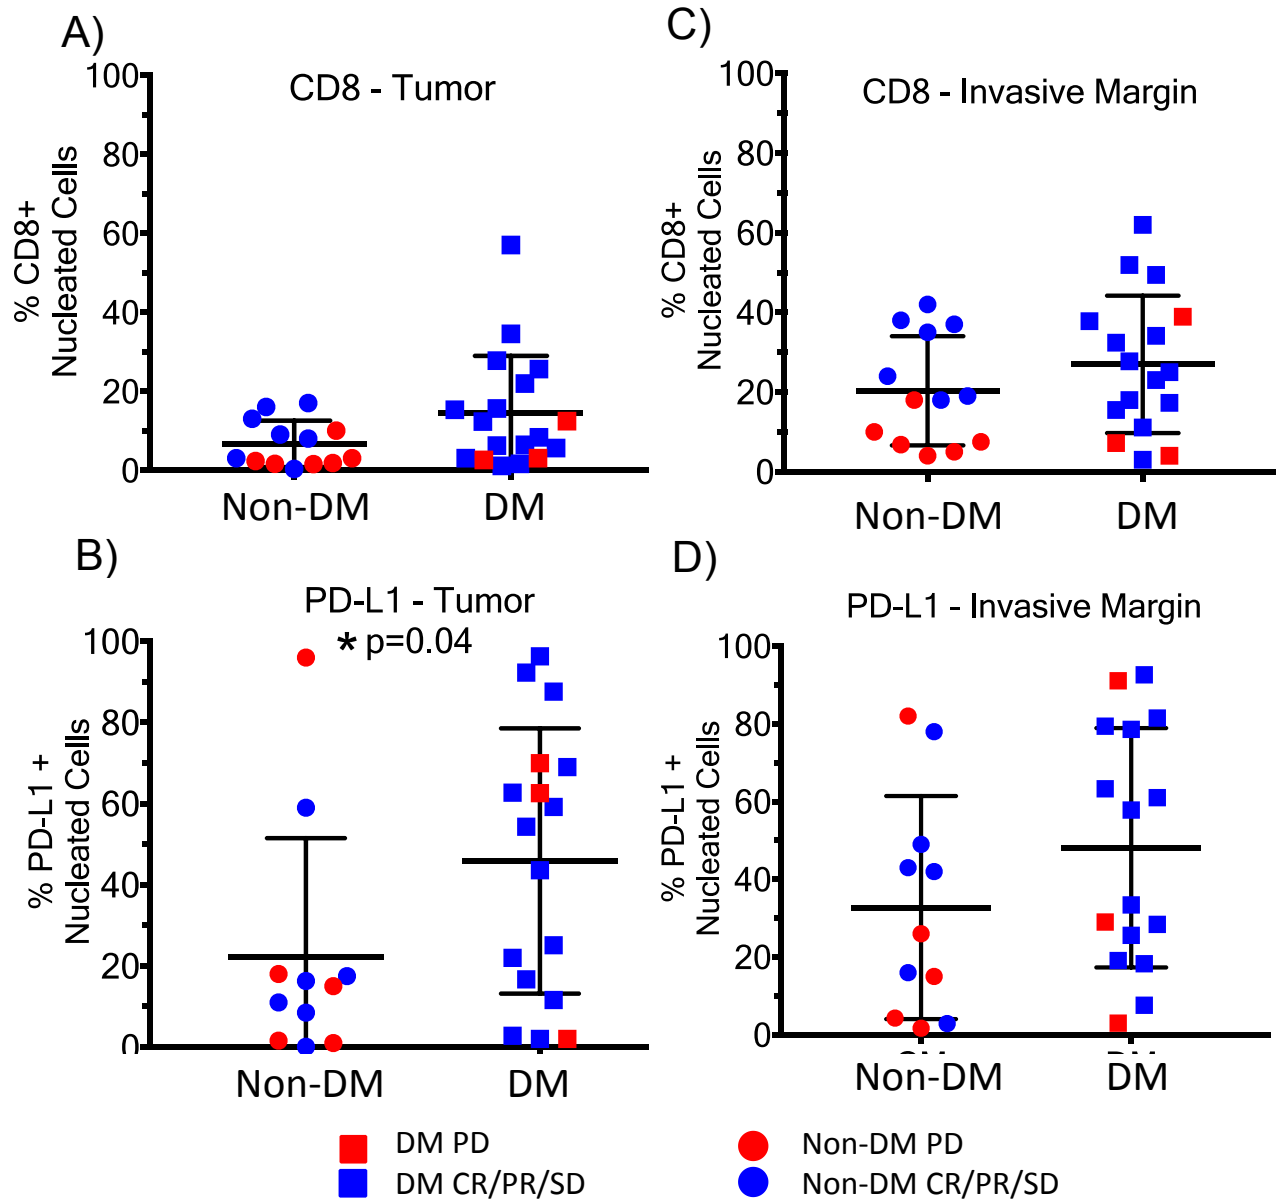 A)
CD8 - Tumor
% CD8+
Nucleated Cells
100
80
60
40
20
0
Non-DM
DM
C)
CD8 - Invasive Margin
% CD8+
Nucleated Cells
100
80
60
40
20
0
Non-DM
DM
B)
PD-L1 - Tumor
* p=0.04
% PD-L1 +
Nucleated Cells
100
80
60
40
20
0
Non-DM
DM
D)
PD-L1 - Invasive Margin
% PD-L1 +
Nucleated Cells
100
80
60
40
20
0
Non-DM
DM
DM PD
DM CR/PR/SD
Non-DM PD
Non-DM CR/PR/SD